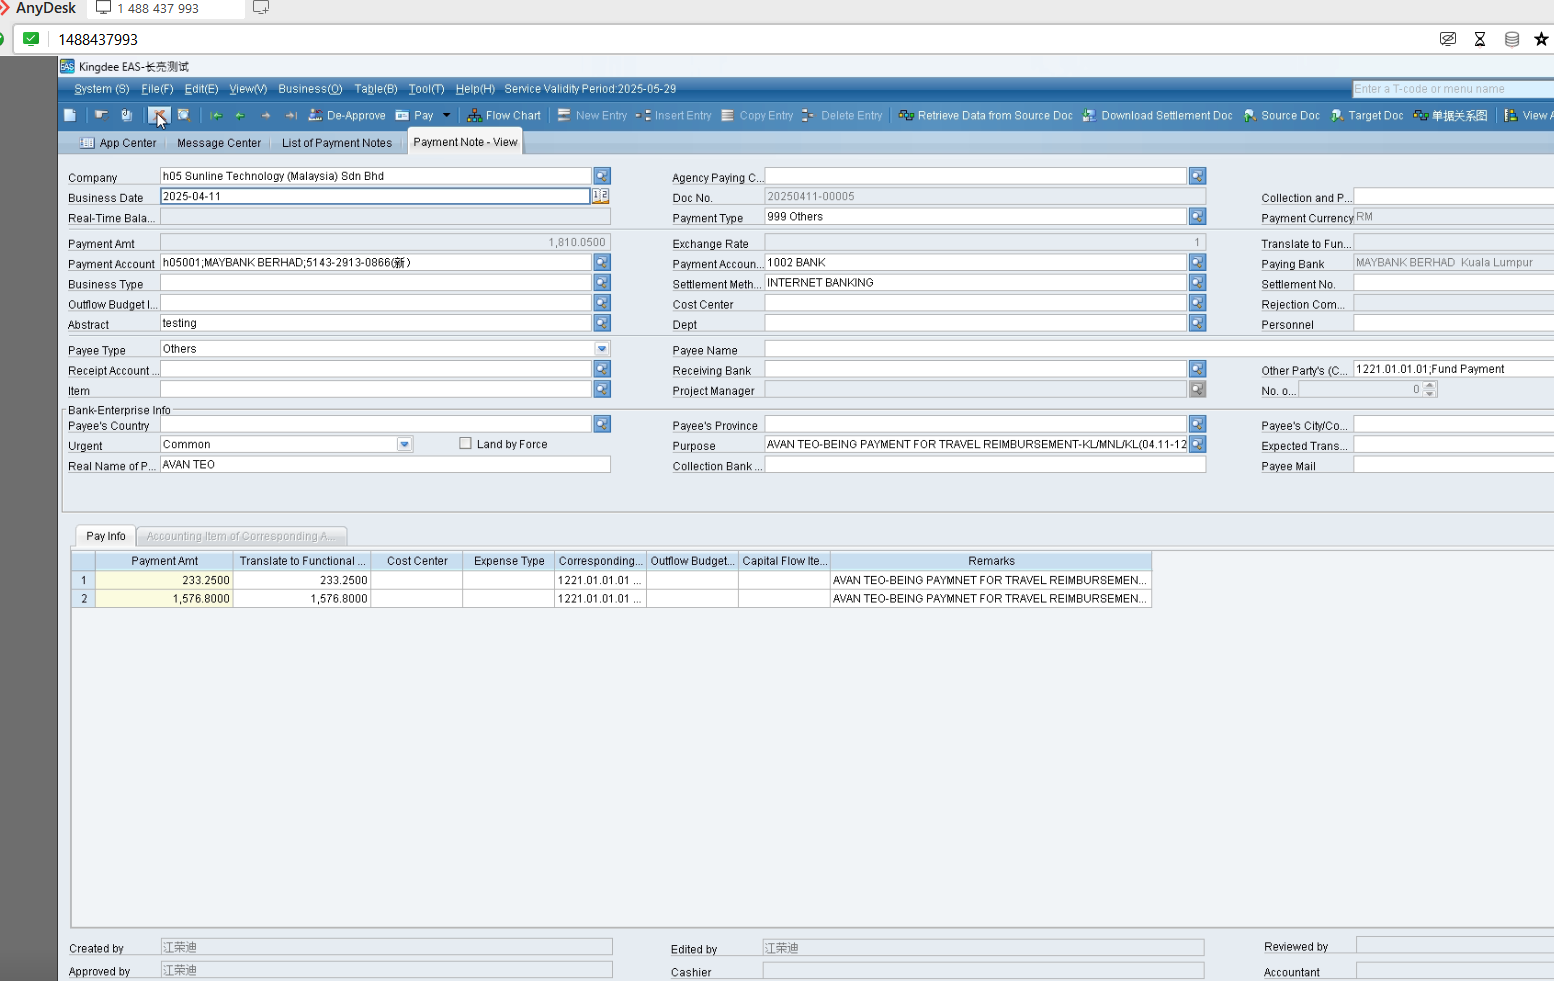 AnyDesk 1 488 437 993
1488437993
EAS Kingdee EAS-长亮测试
System (S) File(F) Edit(E) View(V) Business(O) Table(B) Tool(T) Help(H) Service Validity Period:2025-05-29 Enter a T-code or menu name
De-Approve Pay Flow Chart New Entry Insert Entry Copy Entry Delete Entry Retrieve Data from Source Doc Download Settlement Doc Source Doc Target Doc 单据关系图 View A
App Center Message Center List of Payment Notes Payment Note - View
Company h05 Sunline Technology (Malaysia) Sdn Bhd Agency Paying C...
Business Date 2025-04-11 Doc No. 20250411-00005 Collection and P...
Real-Time Bala... Payment Type 999 Others Payment Currency RM
Payment Amt 1,810.0500 Exchange Rate 1 Translate to Fun...
Payment Account h05001;MAYBANK BERHAD;5143-2913-0866(新) Payment Accoun... 1002 BANK Paying Bank MAYBANK BERHAD Kuala Lumpur
Business Type Settlement Meth... INTERNET BANKING Settlement No.
Outflow Budget I... Cost Center Rejection Com...
Abstract testing Dept Personnel
Payee Type Others Payee Name
Receipt Account ... Receiving Bank Other Party's (C... 1221.01.01.01;Fund Payment
Item Project Manager No. o... 0
Bank-Enterprise Info
Payee's Country Payee's Province Payee's City/Co...
Urgent Common Land by Force Purpose AVAN TEO-BEING PAYMENT FOR TRAVEL REIMBURSEMENT-KL/MNL/KL(04.11-12 Expected Trans...
Real Name of P... AVAN TEO Collection Bank ... Payee Mail
Pay Info Accounting Item of Corresponding A...
Payment Amt Translate to Functional ... Cost Center Expense Type Corresponding... Outflow Budget... Capital Flow Ite... Remarks
1 233.2500 233.2500 1221.01.01.01 ... AVAN TEO-BEING PAYMNET FOR TRAVEL REIMBURSEMEN...
2 1,576.8000 1,576.8000 1221.01.01.01 ... AVAN TEO-BEING PAYMNET FOR TRAVEL REIMBURSEMEN...
Created by 江荣迪 Edited by 江荣迪 Reviewed by
Approved by 江荣迪 Cashier Accountant